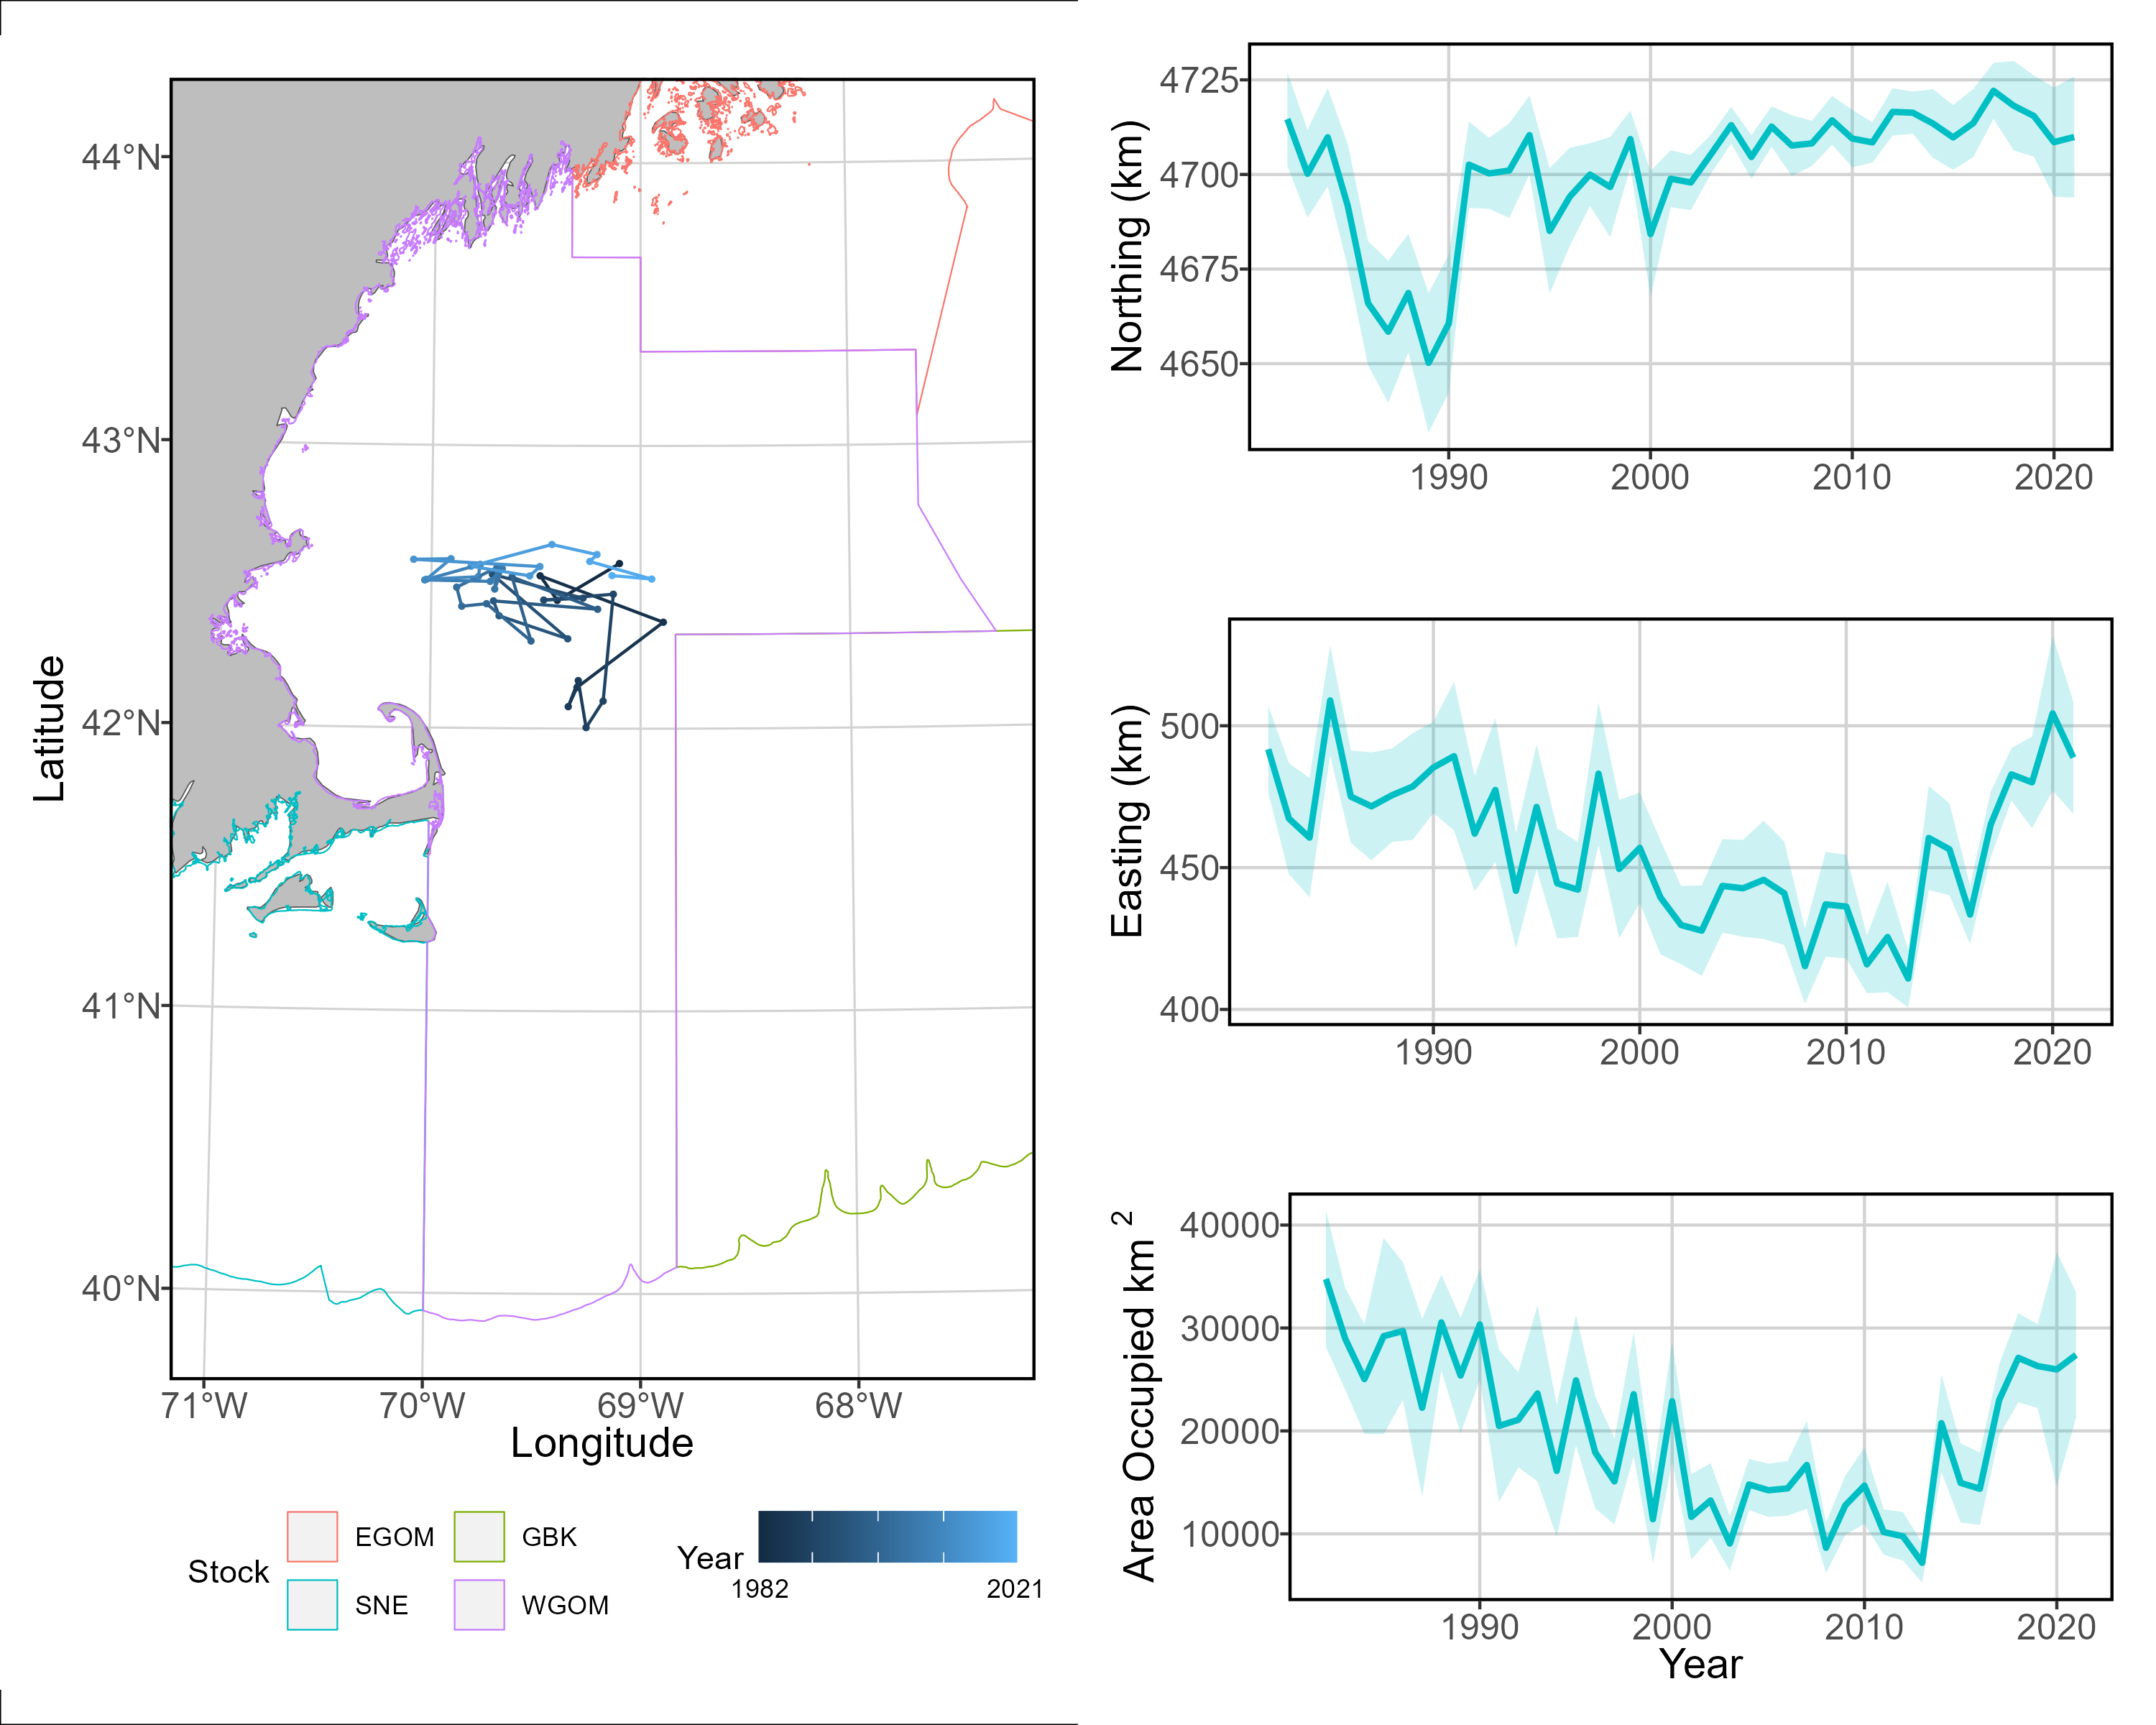 44°N
43°N
42°N
41°N
40°N
Latitude
71°W 70°W 69°W 68°W
Longitude
Stock
EGOM GBK
SNE WGOM
Year
1982 2021
4725
4700
4675
4650
Northing (km)
1990 2000 2010 2020
500
450
400
Easting (km)
1990 2000 2010 2020
40000
30000
20000
10000
Area Occupied km 2
1990 2000 2010 2020
Year